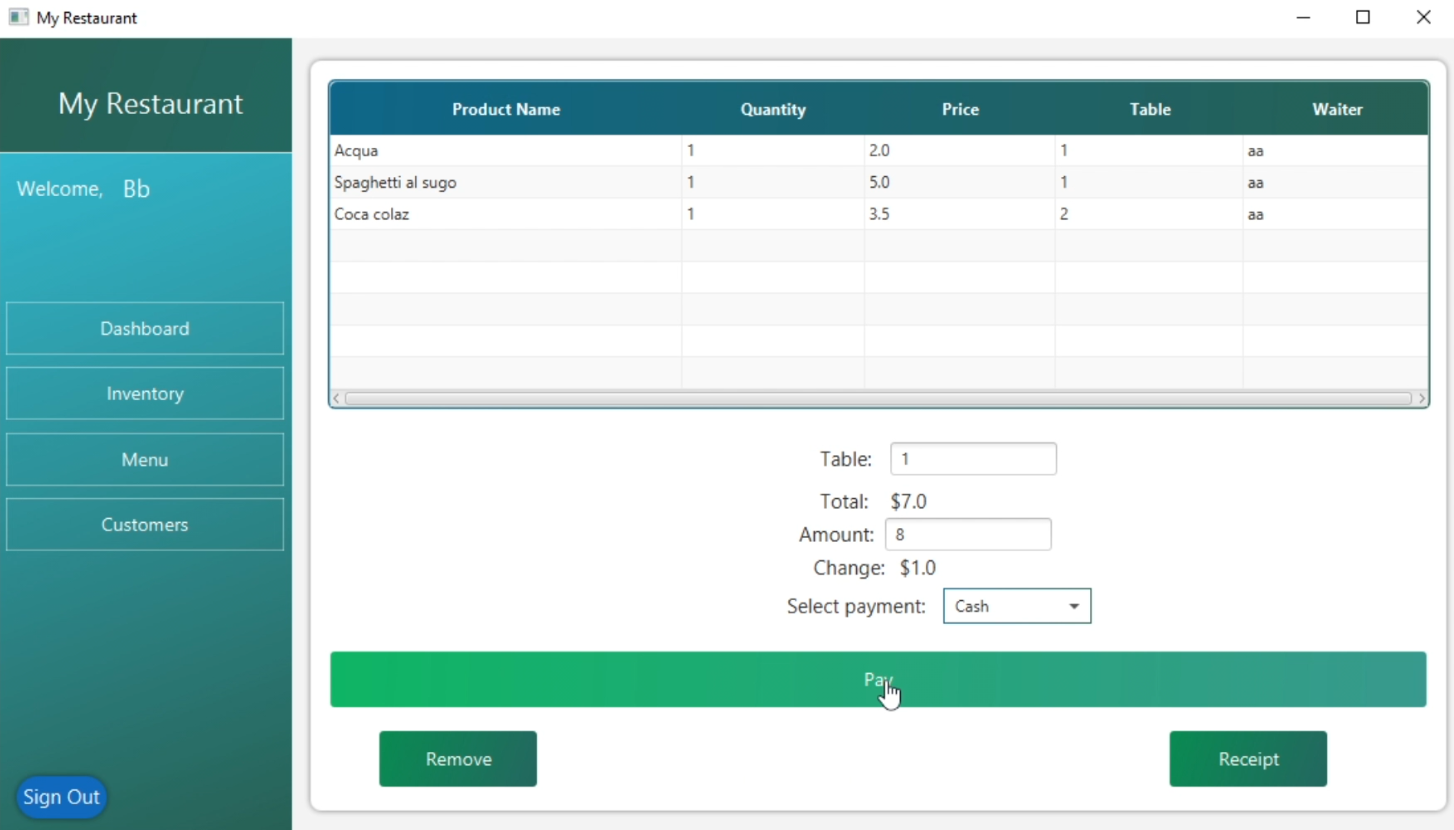 My Restaurant
My Restaurant
Welcome, Bb
Dashboard
Inventory
Menu
Customers
Sign Out
Product Name Quantity Price Table Waiter
Acqua 1 2.0 1 aa
Spaghetti al sugo 1 5.0 1 aa
Coca colaz 1 3.5 2 aa
Table: 1
Total: $7.0
Amount: 8
Change: $1.0
Select payment: Cash
Pay
Remove
Receipt